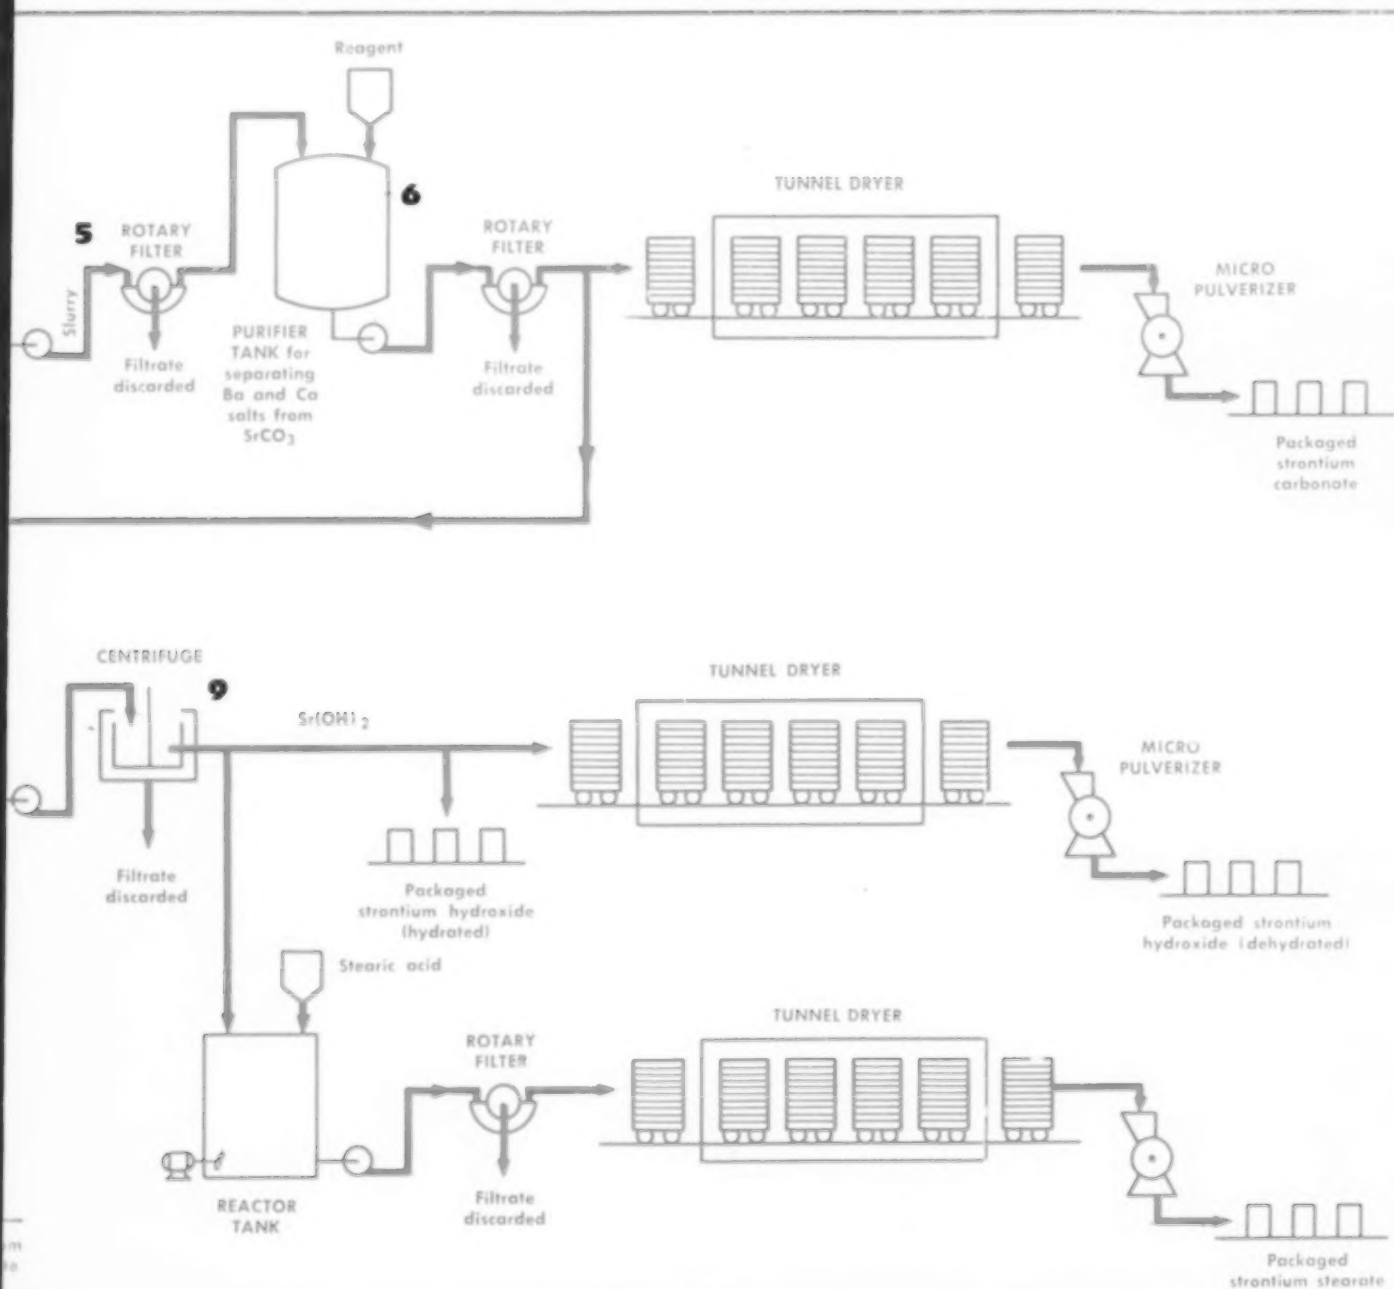 Reagent
5
ROTARY
FILTER
Slurry
Filtrate
discarded
6
PURIFIER
TANK for
separating
Ba and Ca
salts from
SrCO3
ROTARY
FILTER
Filtrate
discarded
TUNNEL DRYER
MICRO
PULVERIZER
Packaged
strontium
carbonate
CENTRIFUGE
9
Filtrate
discarded
Sr(OH)2
Packaged
strontium hydroxide
(hydrated)
TUNNEL DRYER
MICRO
PULVERIZER
Packaged strontium
hydroxide (dehydrated)
Stearic acid
REACTOR
TANK
ROTARY
FILTER
Filtrate
discarded
TUNNEL DRYER
Packaged
strontium stearate